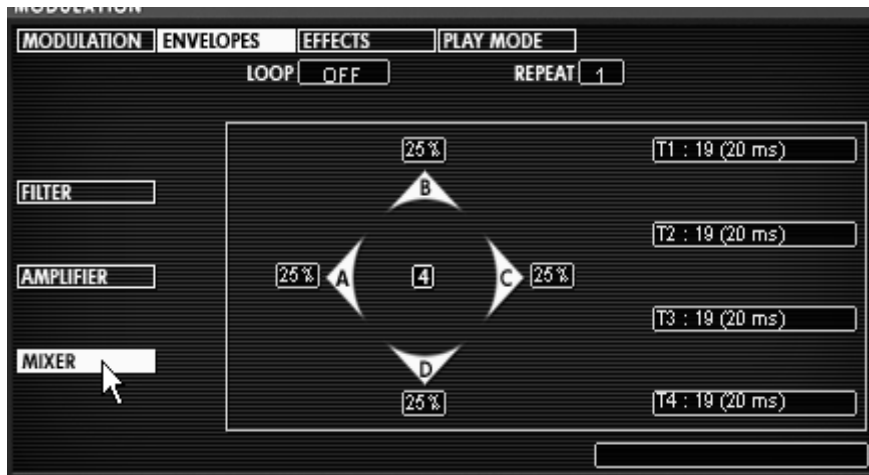 MODULATION
MODULATION ENVELOPES EFFECTS PLAY MODE
LOOP OFF REPEAT 1
25% T1 : 19 (20 ms)
B
FILTER
T2 : 19 (20 ms)
AMPLIFIER 25% A 4 C 25%
T3 : 19 (20 ms)
MIXER
D
25% T4 : 19 (20 ms)